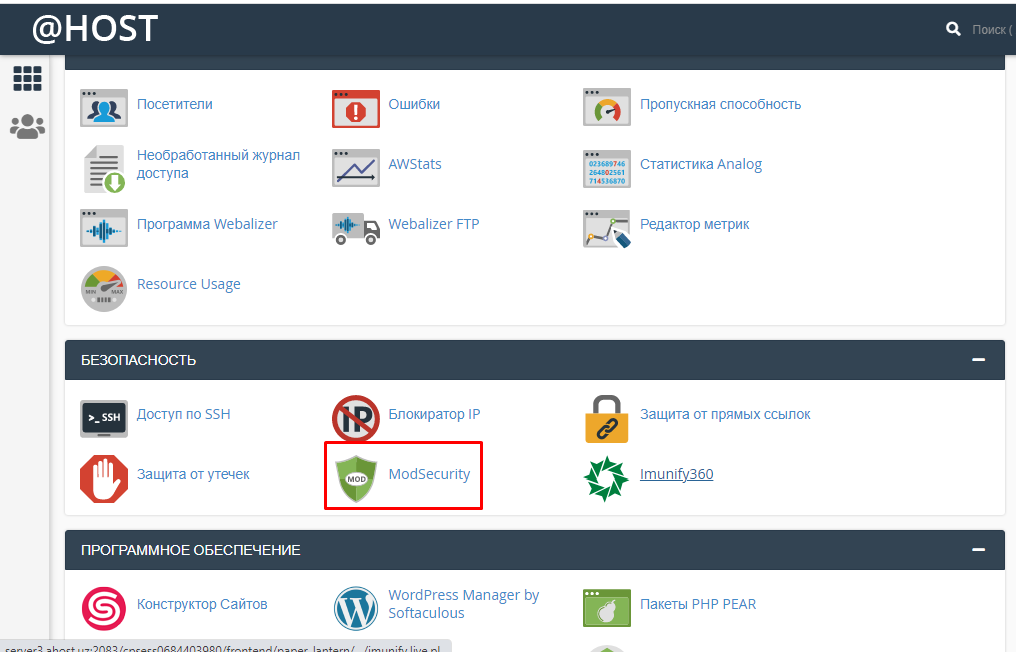 @HOST
Поиск (
Посетители
Ошибки
Пропускная способность
Необработанный журнал
доступа
AWStats
023689746
264802561
714536870
Статистика Analog
Программа Webalizer
Webalizer FTP
Редактор метрик
MIN MAX
Resource Usage
БЕЗОПАСНОСТЬ
>_ SSH
Доступ по SSH
IP
Блокиратор IP
Защита от прямых ссылок
Защита от утечек
MOD
ModSecurity
Imunify360
ПРОГРАММНОЕ ОБЕСПЕЧЕНИЕ
Конструктор Сайтов
WordPress Manager by
Softaculous
Пакеты PHP PEAR
server3.ahost.uz:2083/cpsess0684403980/frontend/paper_lantern/.../imunify.live.pl